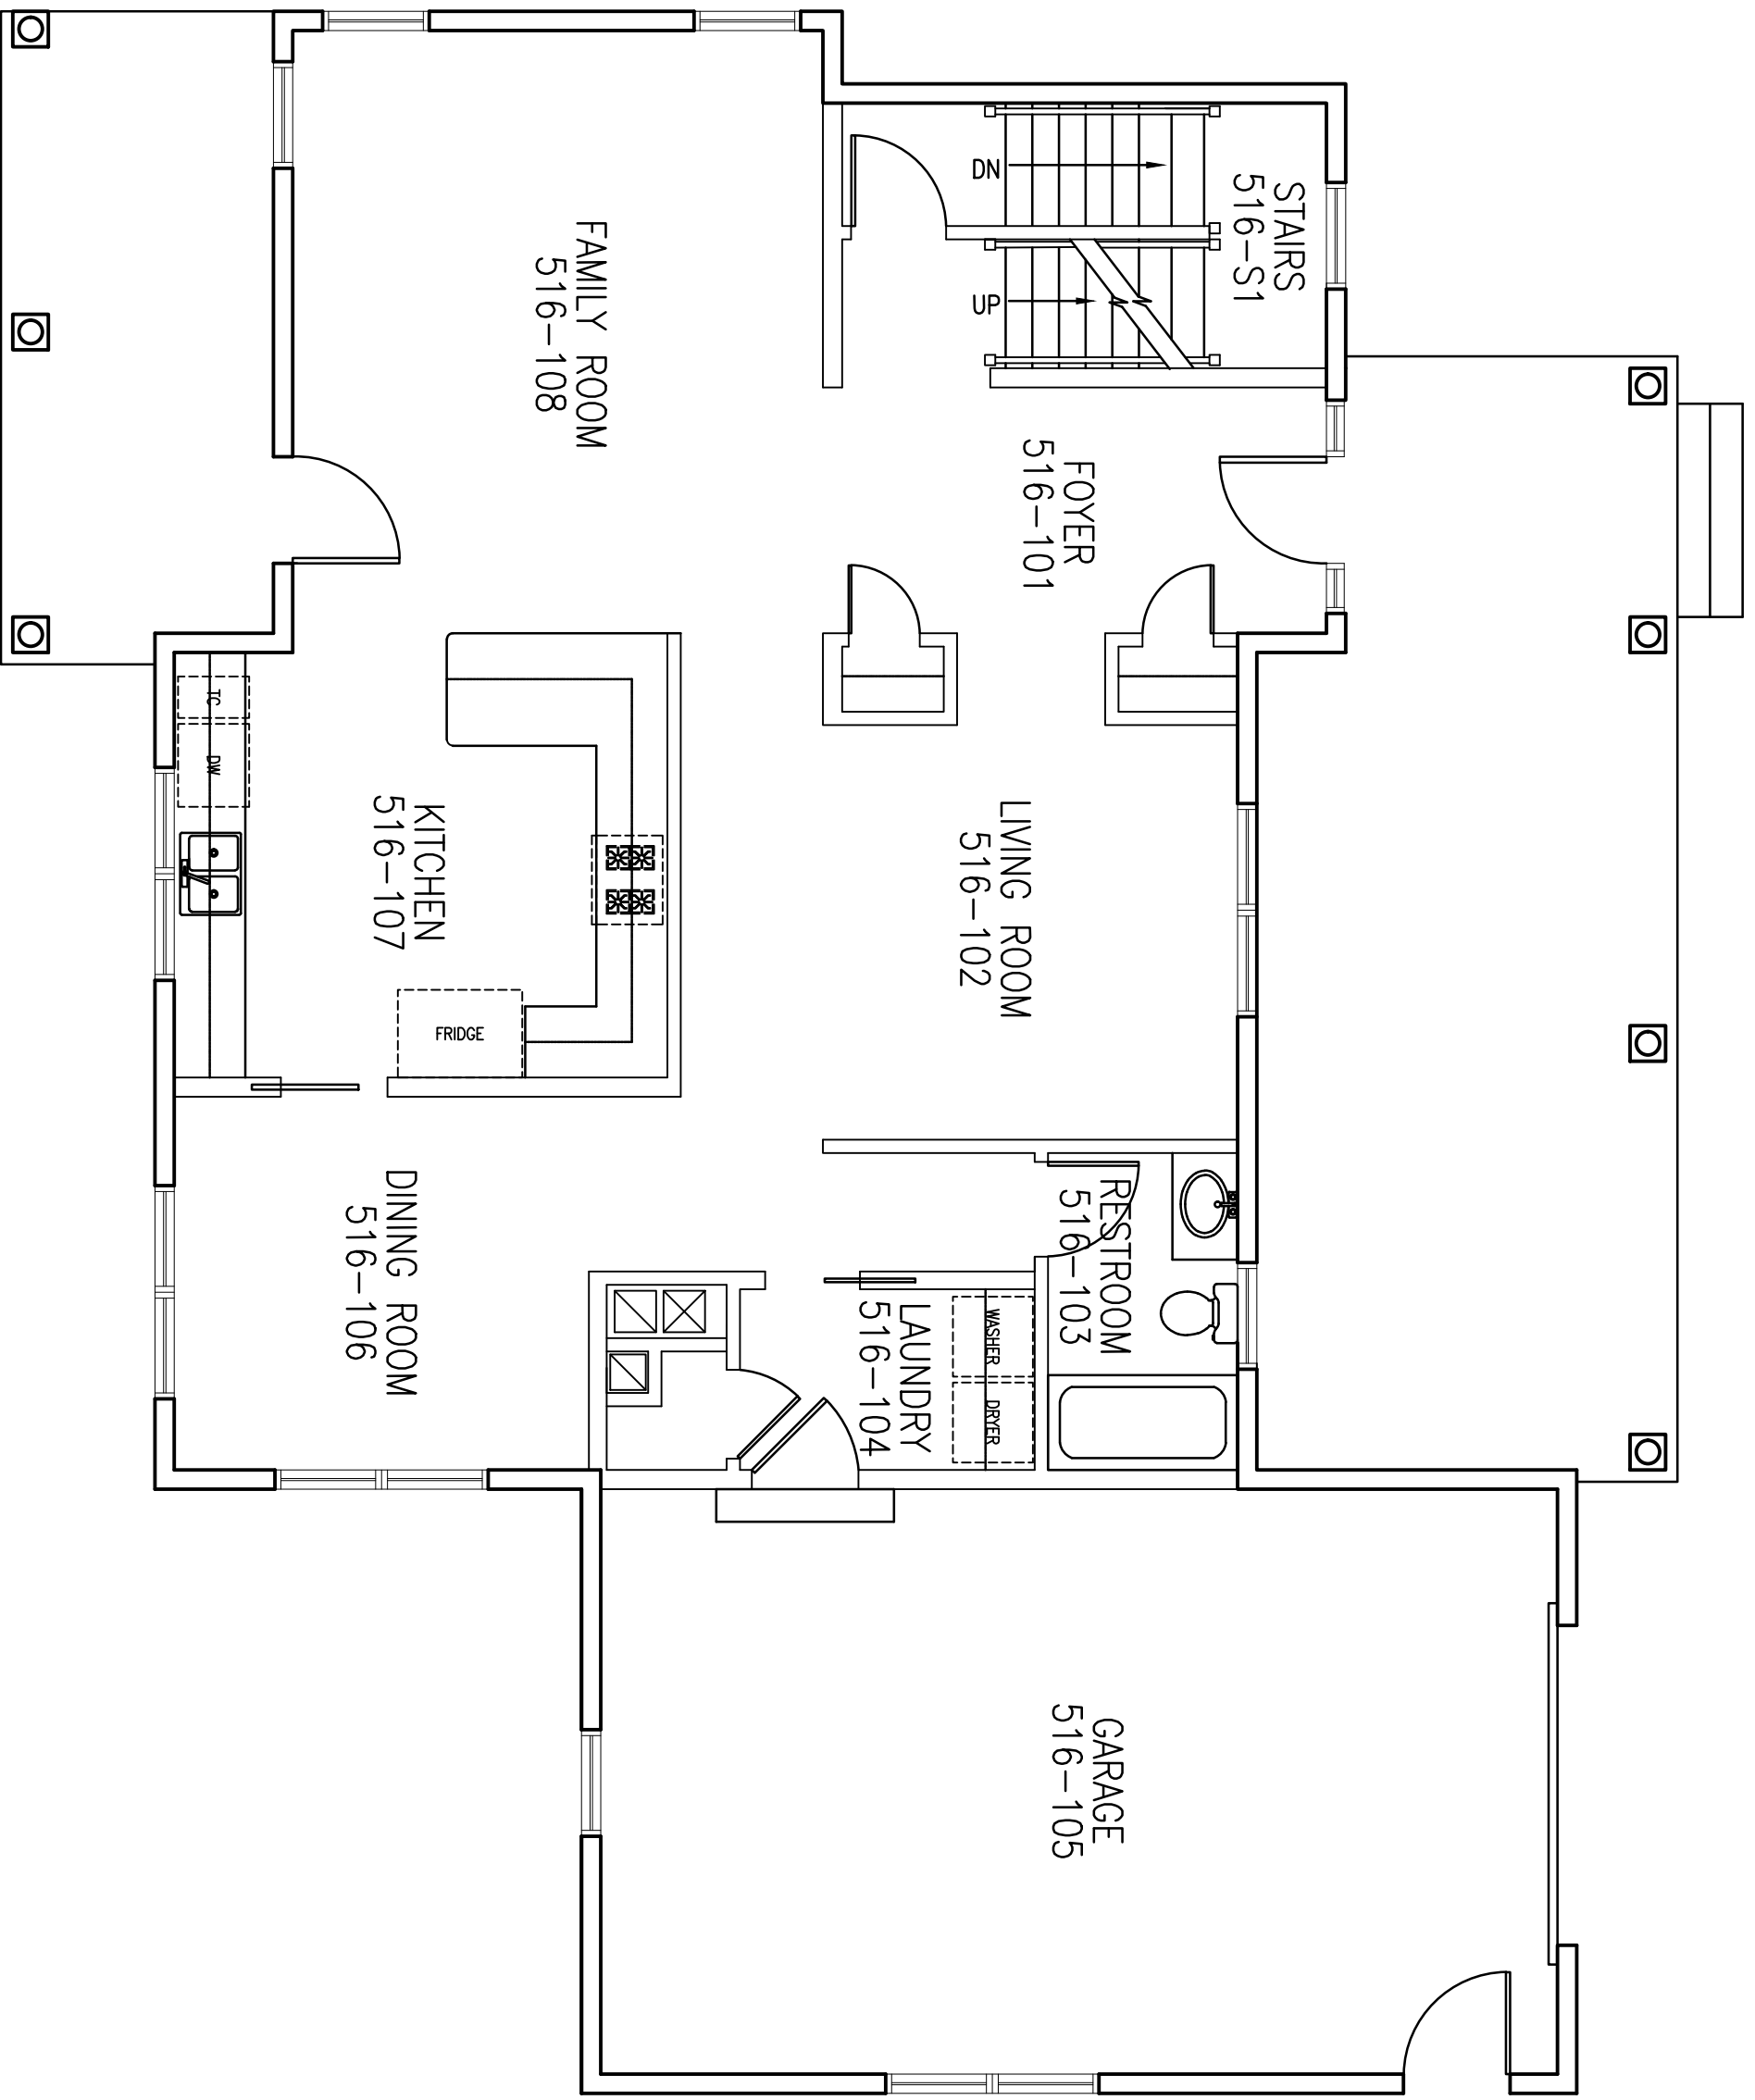 STAIRS
516-S1
DN
UP
FAMILY ROOM
516-108
FOYER
516-101
TC
DW
KITCHEN
516-107
LIVING ROOM
516-102
FRIDGE
RESTROOM
516-103
DINING ROOM
516-106
LAUNDRY
516-104
WASHER
DRYER
GARAGE
516-105